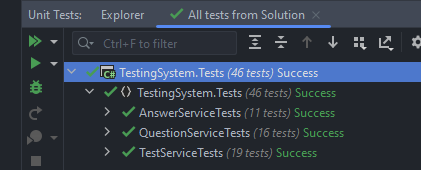 Unit Tests: Explorer All tests from Solution
Ctrl+F to filter
C# TestingSystem.Tests (46 tests) Success
TestingSystem.Tests (46 tests) Success
AnswerServiceTests (11 tests) Success
QuestionServiceTests (16 tests) Success
TestServiceTests (19 tests) Success